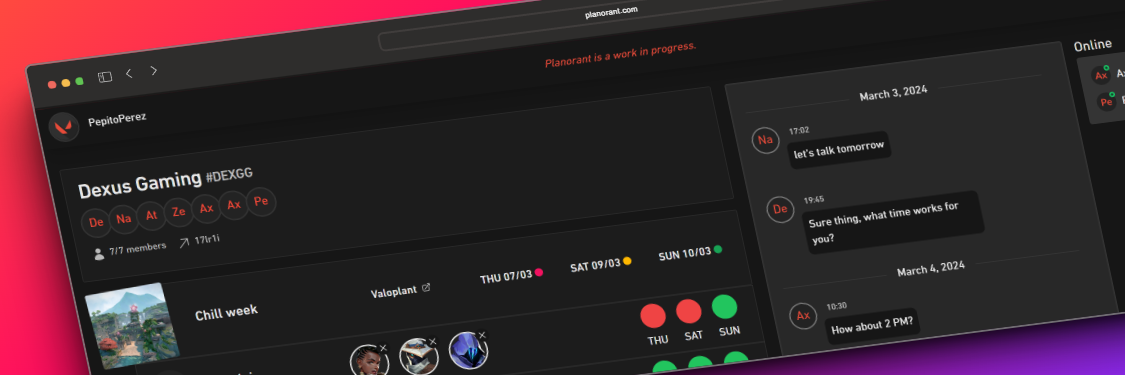 planorant.com
Planorant is a work in progress.
PepitoPerez
Dexus Gaming #DEXGG
De Na At Ze Ax Ax Pe
7/7 members 17lr1i
Chill week
Valoplant
THU 07/03 SAT 09/03 SUN 10/03
THU SAT SUN
March 3, 2024
Na
17:02
let's talk tomorrow
De
19:45
Sure thing, what time works for
you?
March 4, 2024
Ax
10:30
How about 2 PM?
Online
Ax
Pe